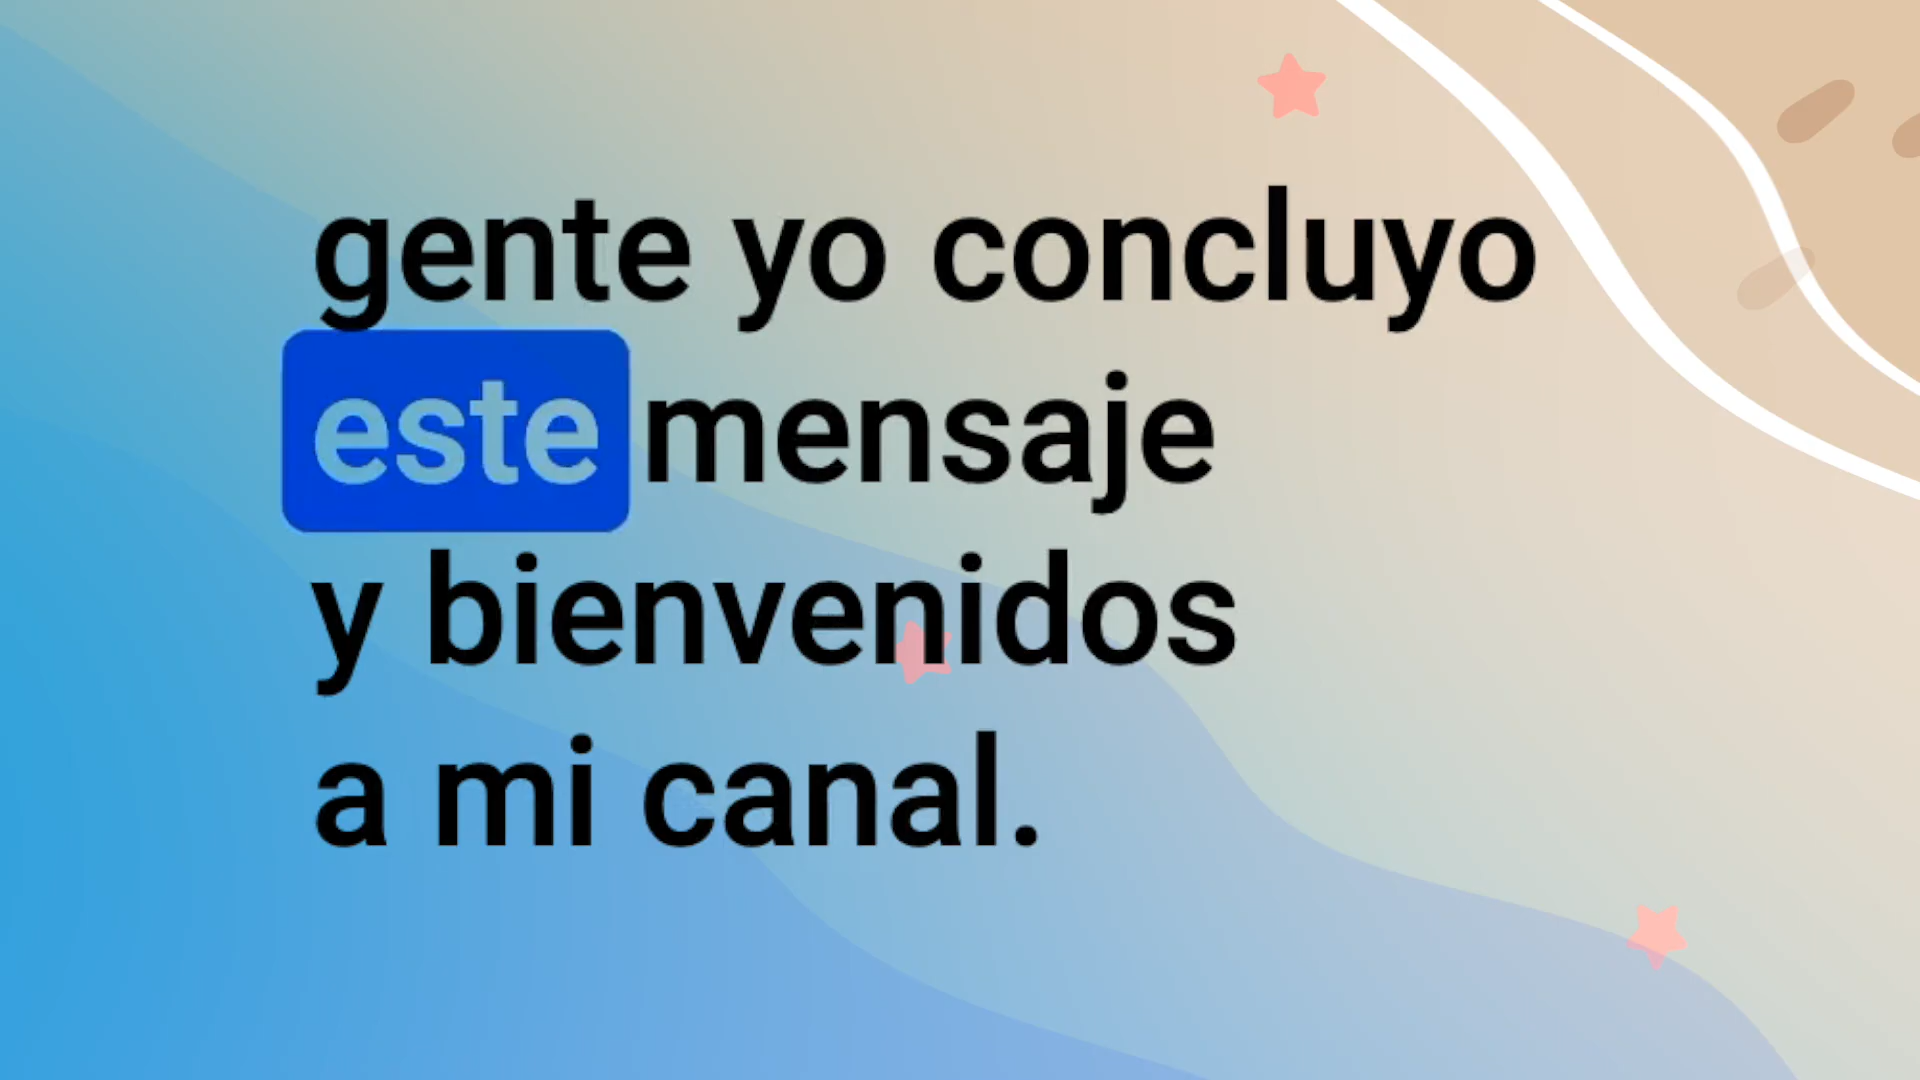 gente yo concluyo
este mensaje
y bienvenidos
a mi canal.